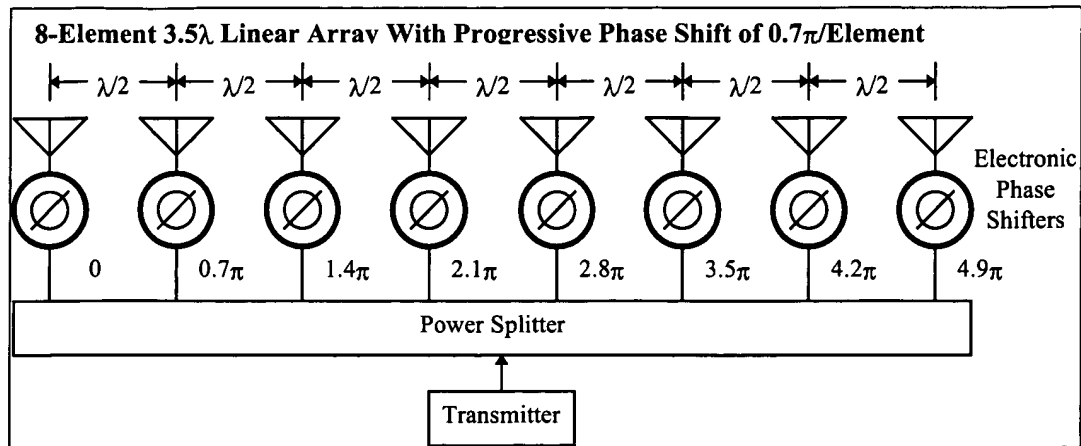 8-Element 3.5λ Linear Array With Progressive Phase Shift of 0.7π/Element
λ/2 λ/2 λ/2 λ/2 λ/2 λ/2 λ/2
Electronic
Phase
Shifters
0 0.7π 1.4π 2.1π 2.8π 3.5π 4.2π 4.9π
Power Splitter
Transmitter